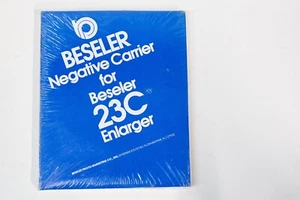 BESELER
Negative Carrier
for
Beseler
23C
Enlarger